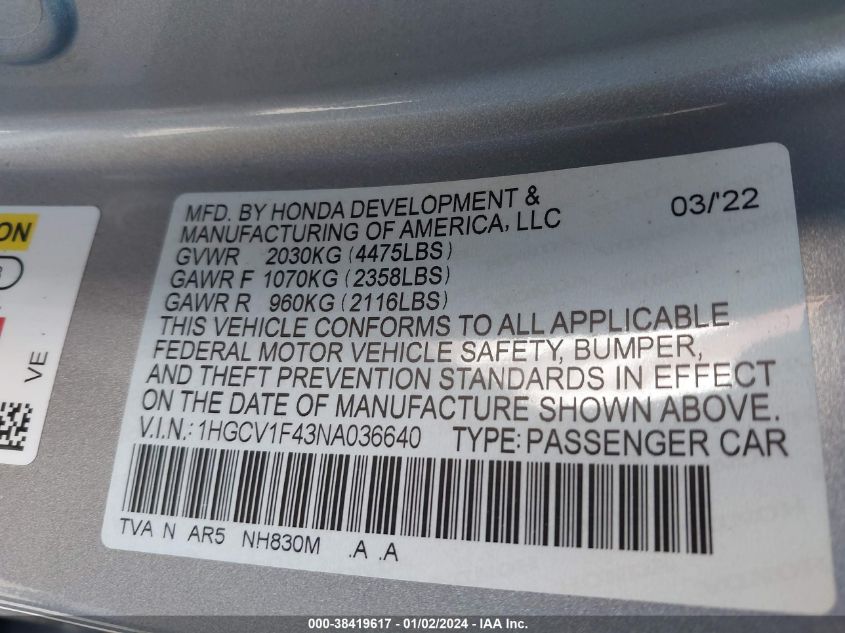 ON
VE
MFD. BY HONDA DEVELOPMENT &
MANUFACTURING OF AMERICA, LLC
03/'22
GVWR 2030KG (4475LBS)
GAWR F 1070KG (2358LBS)
GAWR R 960KG (2116LBS)
THIS VEHICLE CONFORMS TO ALL APPLICABLE
FEDERAL MOTOR VEHICLE SAFETY, BUMPER,
AND THEFT PREVENTION STANDARDS IN EFFECT
ON THE DATE OF MANUFACTURE SHOWN ABOVE.
V.I.N.: 1HGCV1F43NA036640 TYPE: PASSENGER CAR
TVA N AR5 NH830M .A .A
000-38419617 - 01/02/2024 - IAA Inc.